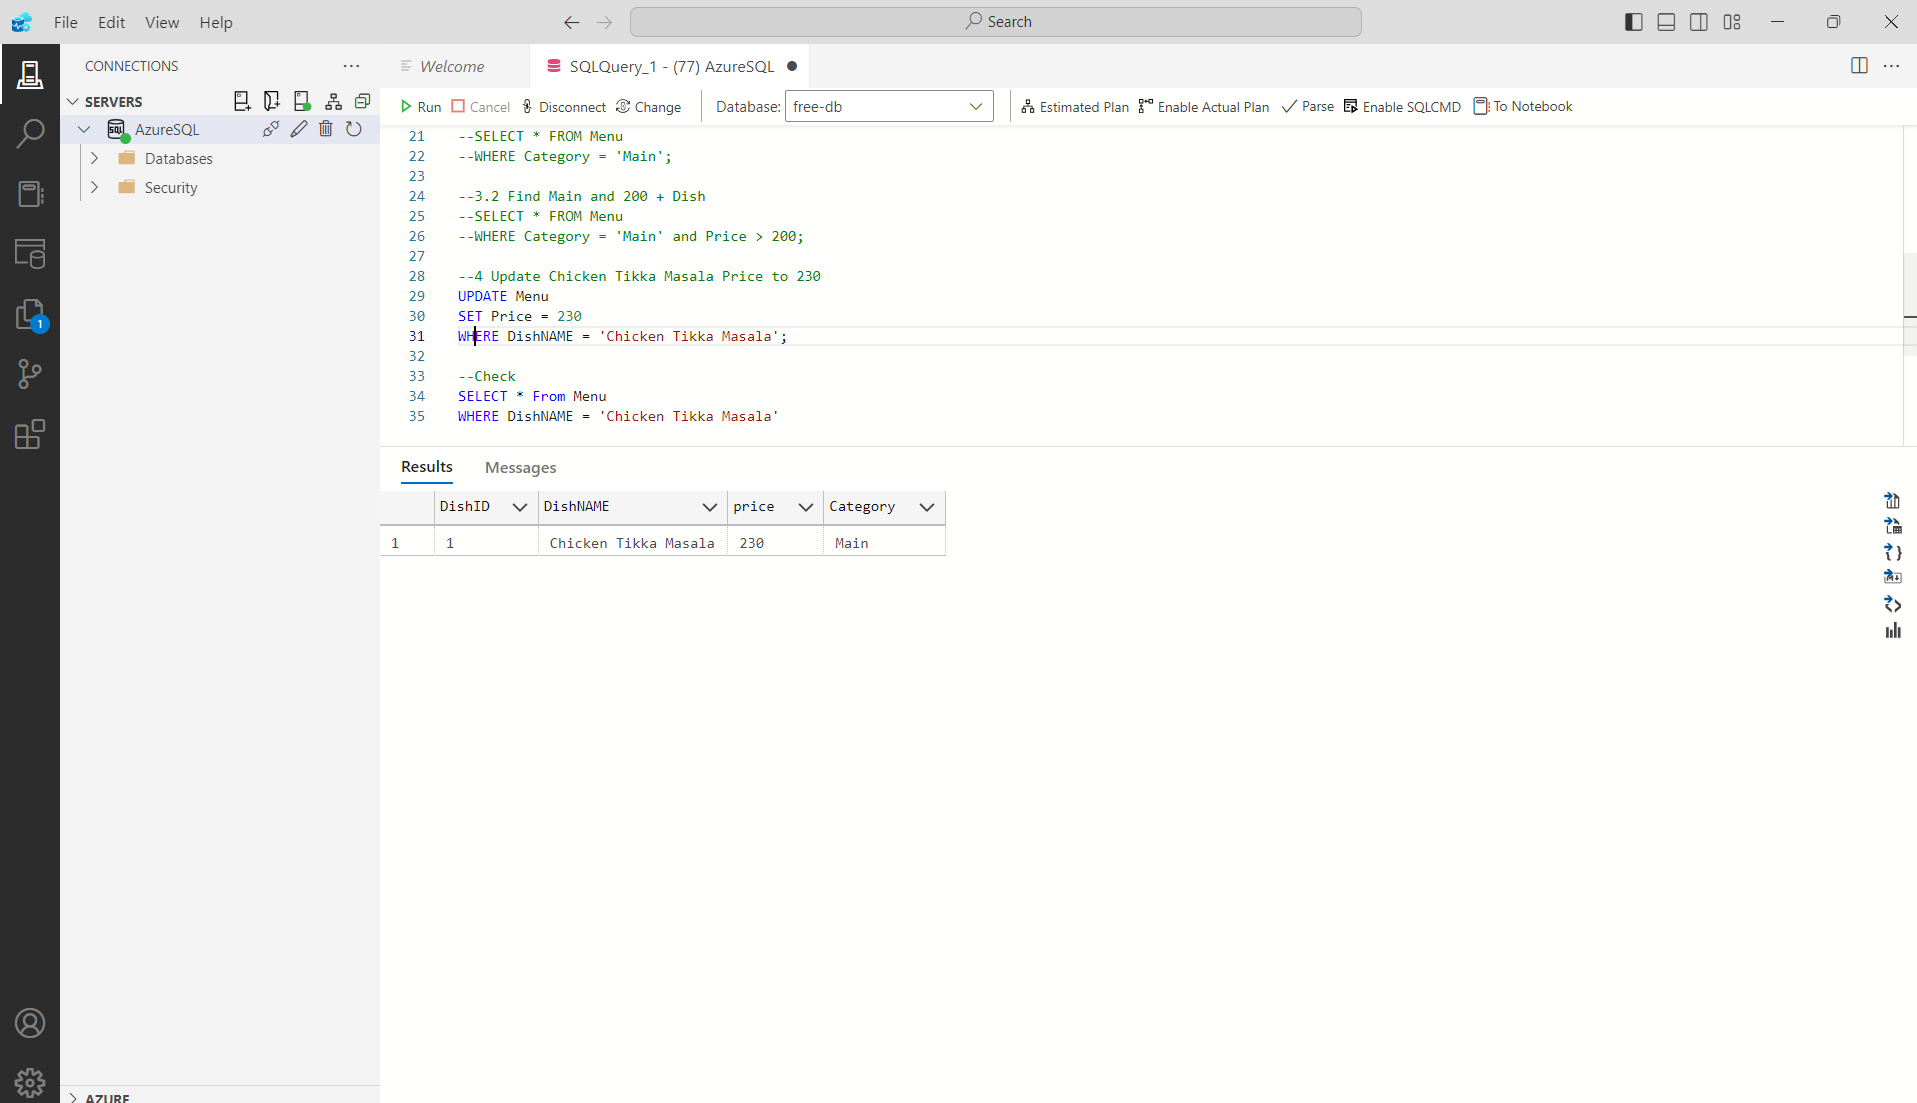 File Edit View Help
Search
CONNECTIONS
SERVERS
AzureSQL
Databases
Security
AZURE
1
Welcome
SQLQuery_1 - (77) AzureSQL
Run Cancel Disconnect Change Database: free-db Estimated Plan Enable Actual Plan Parse Enable SQLCMD To Notebook
21 --SELECT * FROM Menu
22 --WHERE Category = 'Main';
23
24 --3.2 Find Main and 200 + Dish
25 --SELECT * FROM Menu
26 --WHERE Category = 'Main' and Price > 200;
27
28 --4 Update Chicken Tikka Masala Price to 230
29 UPDATE Menu
30 SET Price = 230
31 WHERE DishNAME = 'Chicken Tikka Masala';
32
33 --Check
34 SELECT * From Menu
35 WHERE DishNAME = 'Chicken Tikka Masala'
Results Messages
DishID DishNAME price Category
1 1 Chicken Tikka Masala 230 Main